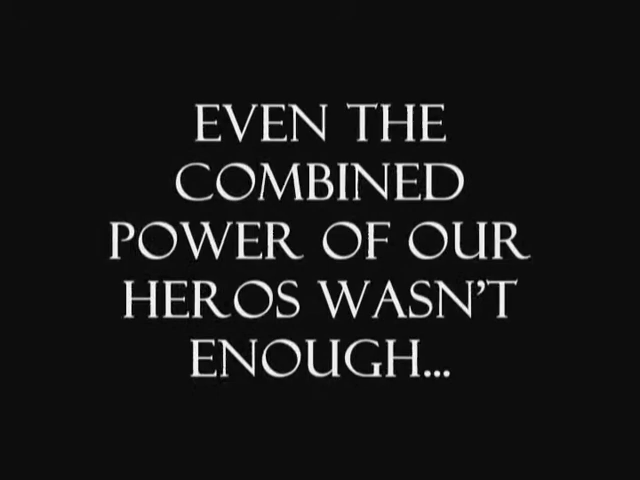 EVEN THE
COMBINED
POWER OF OUR
HEROS WASN'T
ENOUGH...